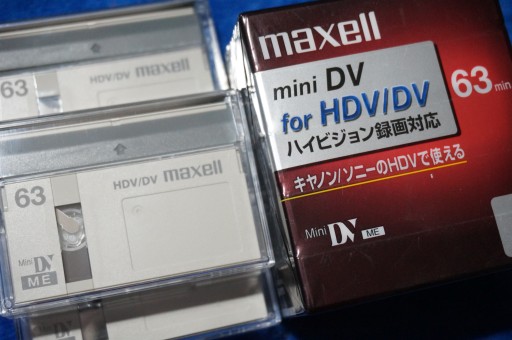 63
HDV/DV maxell
63
HDV/DV maxell
Mini DV
ME
Mini DV
maxell
mini DV
for HDV/DV
ハイビジョン録画対応
63 min
キヤノン/ソニーのHDVで使える
Mini DV ME